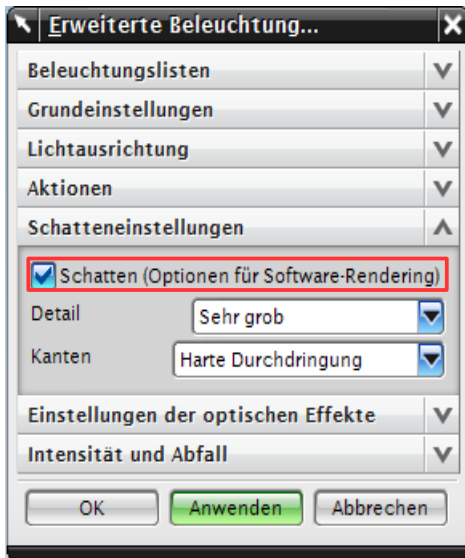 Erweiterte Beleuchtung...
Beleuchtungslisten
Grundeinstellungen
Lichtausrichtung
Aktionen
Schatteneinstellungen
Schatten (Optionen für Software-Rendering)
Detail Sehr grob
Kanten Harte Durchdringung
Einstellungen der optischen Effekte
Intensität und Abfall
OK Anwenden Abbrechen